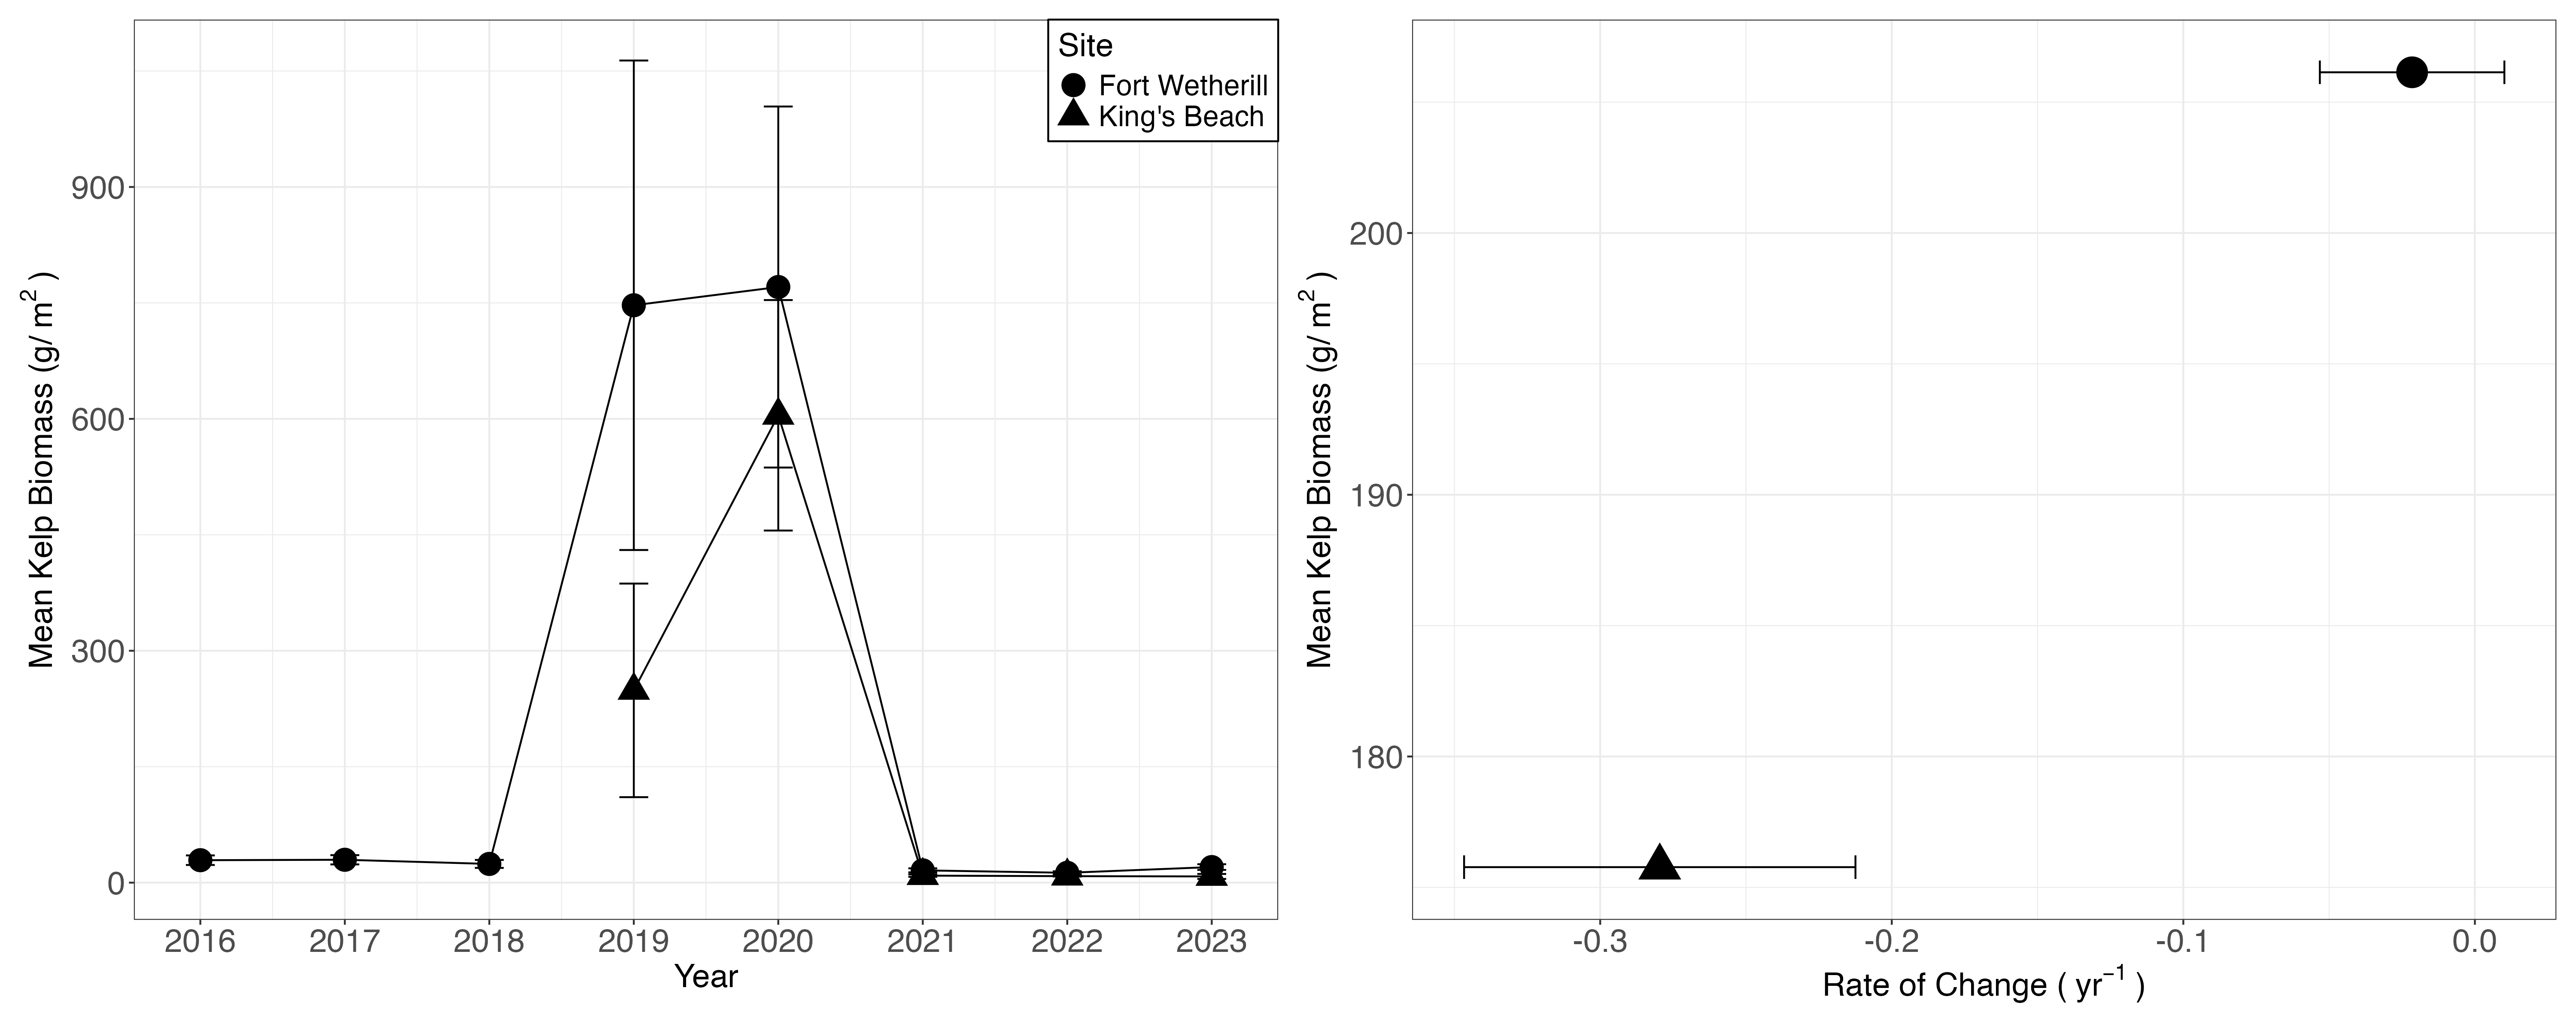 Mean Kelp Biomass (g/ m2 )
900
600
300
0
2016 2017 2018 2019 2020 2021 2022 2023
Year
Site
Fort Wetherill
King's Beach
Mean Kelp Biomass (g/ m2 )
200
190
180
-0.3 -0.2 -0.1 0.0
Rate of Change ( yr−1 )